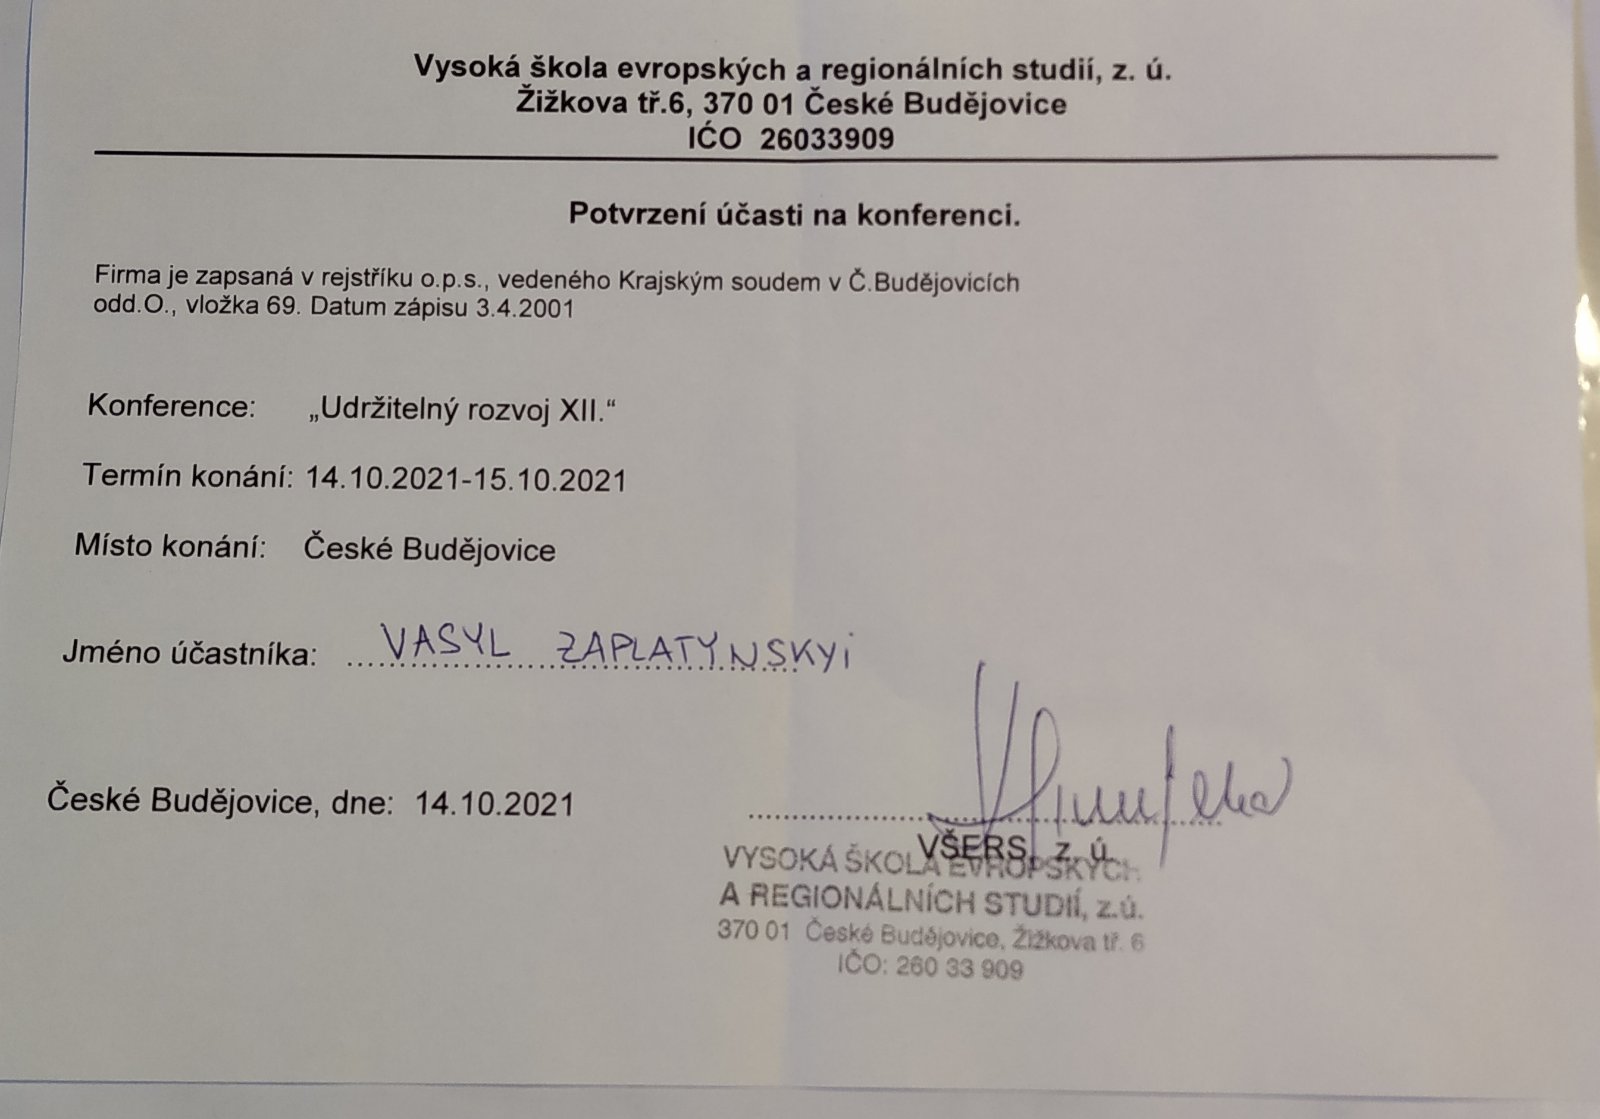 Vysoká škola evropských a regionálních studií, z. ú.
Žižkova tř.6, 370 01 České Budějovice
IĆO 26033909
Potvrzení účasti na konferenci.
Firma je zapsaná v rejstříku o.p.s., vedeného Krajským soudem v Č.Budějovicích
odd.O., vložka 69. Datum zápisu 3.4.2001
Konference: „Udržitelný rozvoj XII.“
Termín konání: 14.10.2021-15.10.2021
Místo konání: České Budějovice
Jméno účastníka: VASYL ZAPLATYNSKYi
České Budějovice, dne: 14.10.2021
VŠERS, z. ú.
VYSOKÁ ŠKOLA EVROPSKÝCH
A REGIONÁLNÍCH STUDIÍ, z.ú.
370 01 České Budějovice, Žižkova tř. 6
IČO: 260 33 909